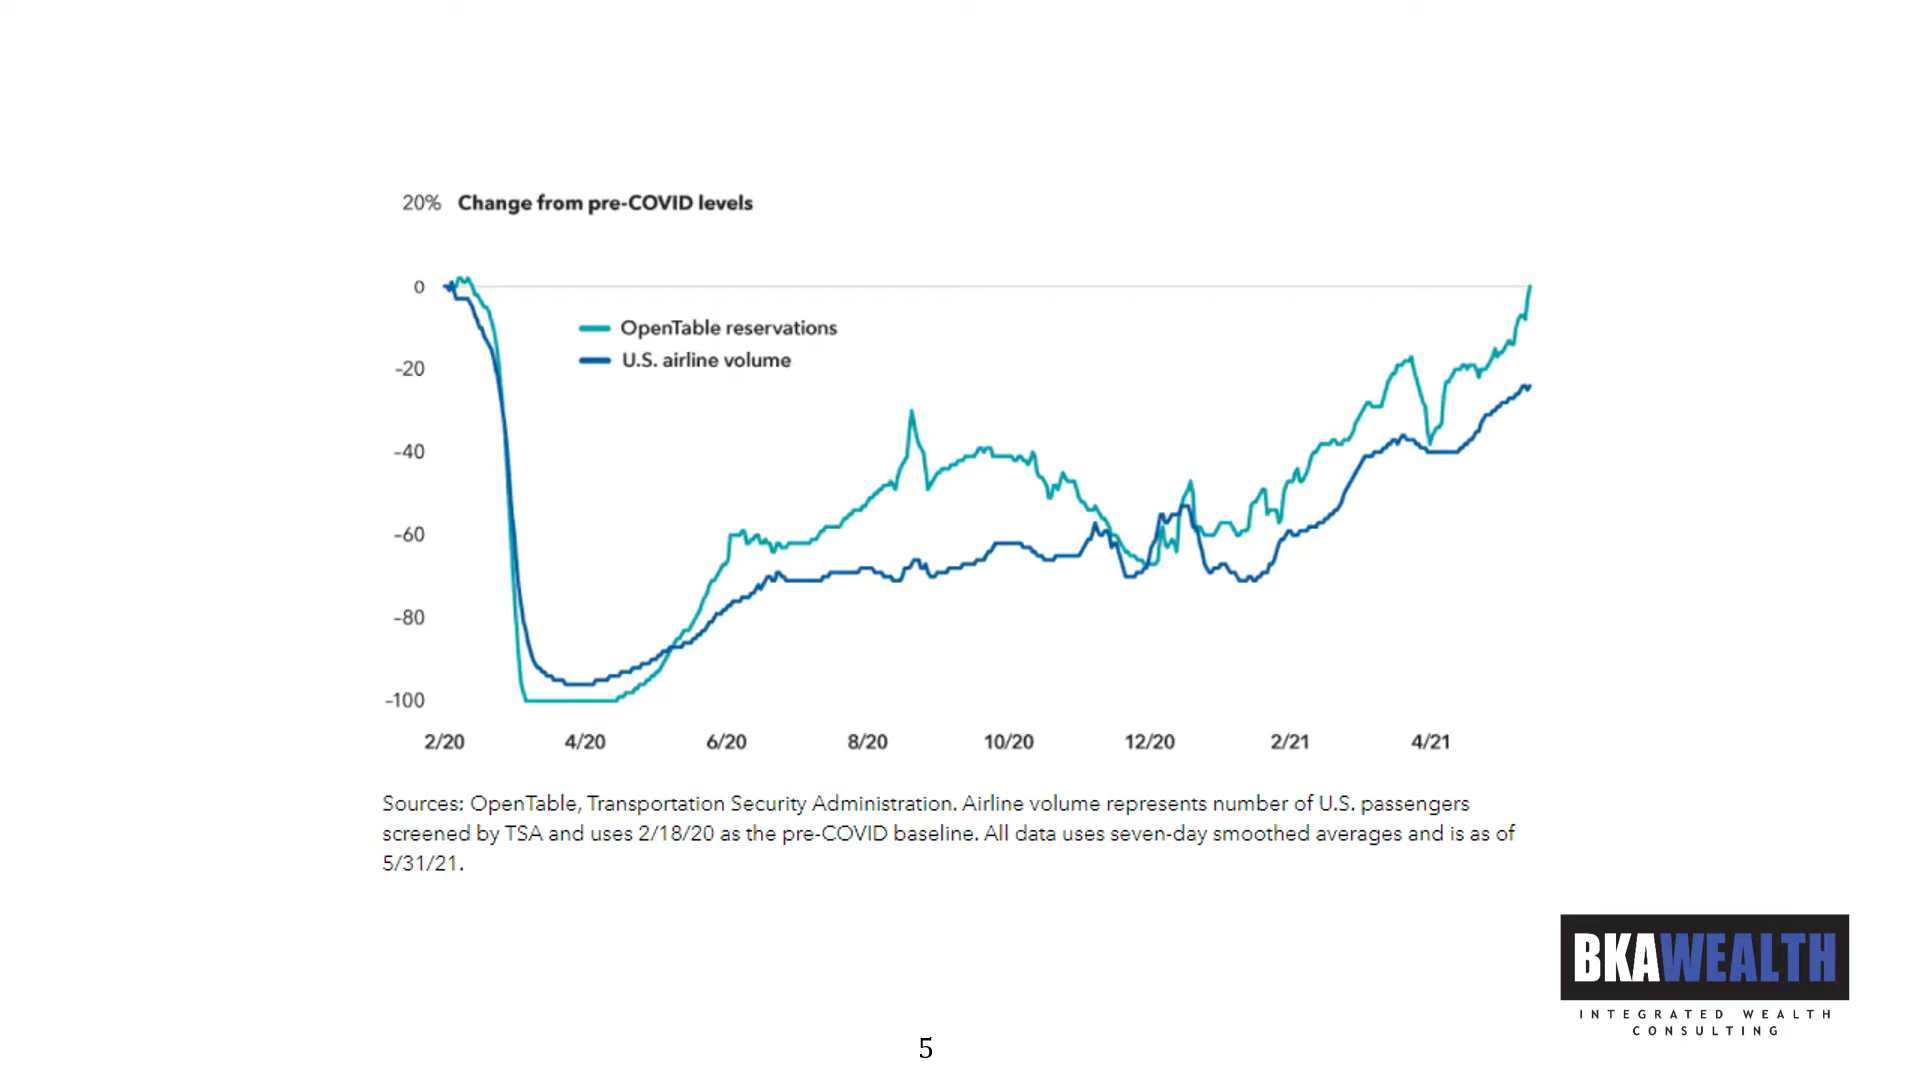 20% Change from pre-COVID levels
0
OpenTable reservations
U.S. airline volume
-20
-40
-60
-80
-100
2/20 4/20 6/20 8/20 10/20 12/20 2/21 4/21
Sources: OpenTable, Transportation Security Administration. Airline volume represents number of U.S. passengers
screened by TSA and uses 2/18/20 as the pre-COVID baseline. All data uses seven-day smoothed averages and is as of
5/31/21.
BKAWEALTH
INTEGRATED WEALTH
CONSULTING
5